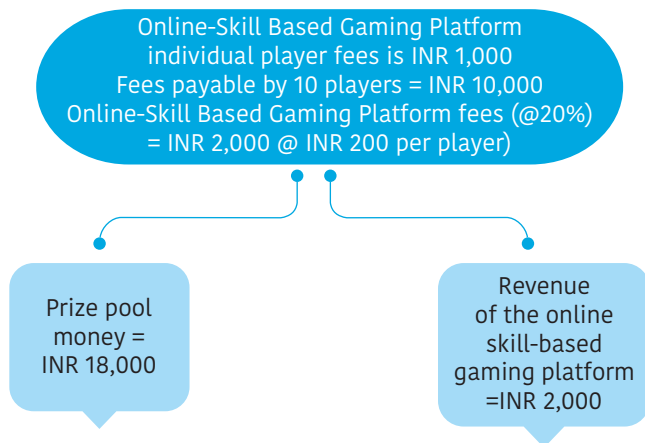 Online-Skill Based Gaming Platform
individual player fees is INR 1,000
Fees payable by 10 players = INR 10,000
Online-Skill Based Gaming Platform fees (@20%)
= INR 2,000 @ INR 200 per player)
Prize pool
money =
INR 18,000
Revenue
of the online
skill-based
gaming platform
=INR 2,000